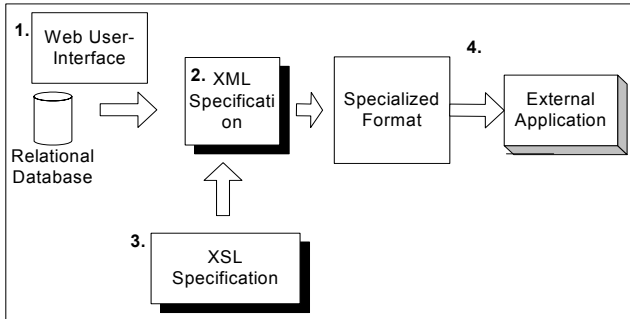 1.
Web User-
Interface
Relational
Database
2.
XML
Specificati
on
3.
XSL
Specification
Specialized
Format
4.
External
Application